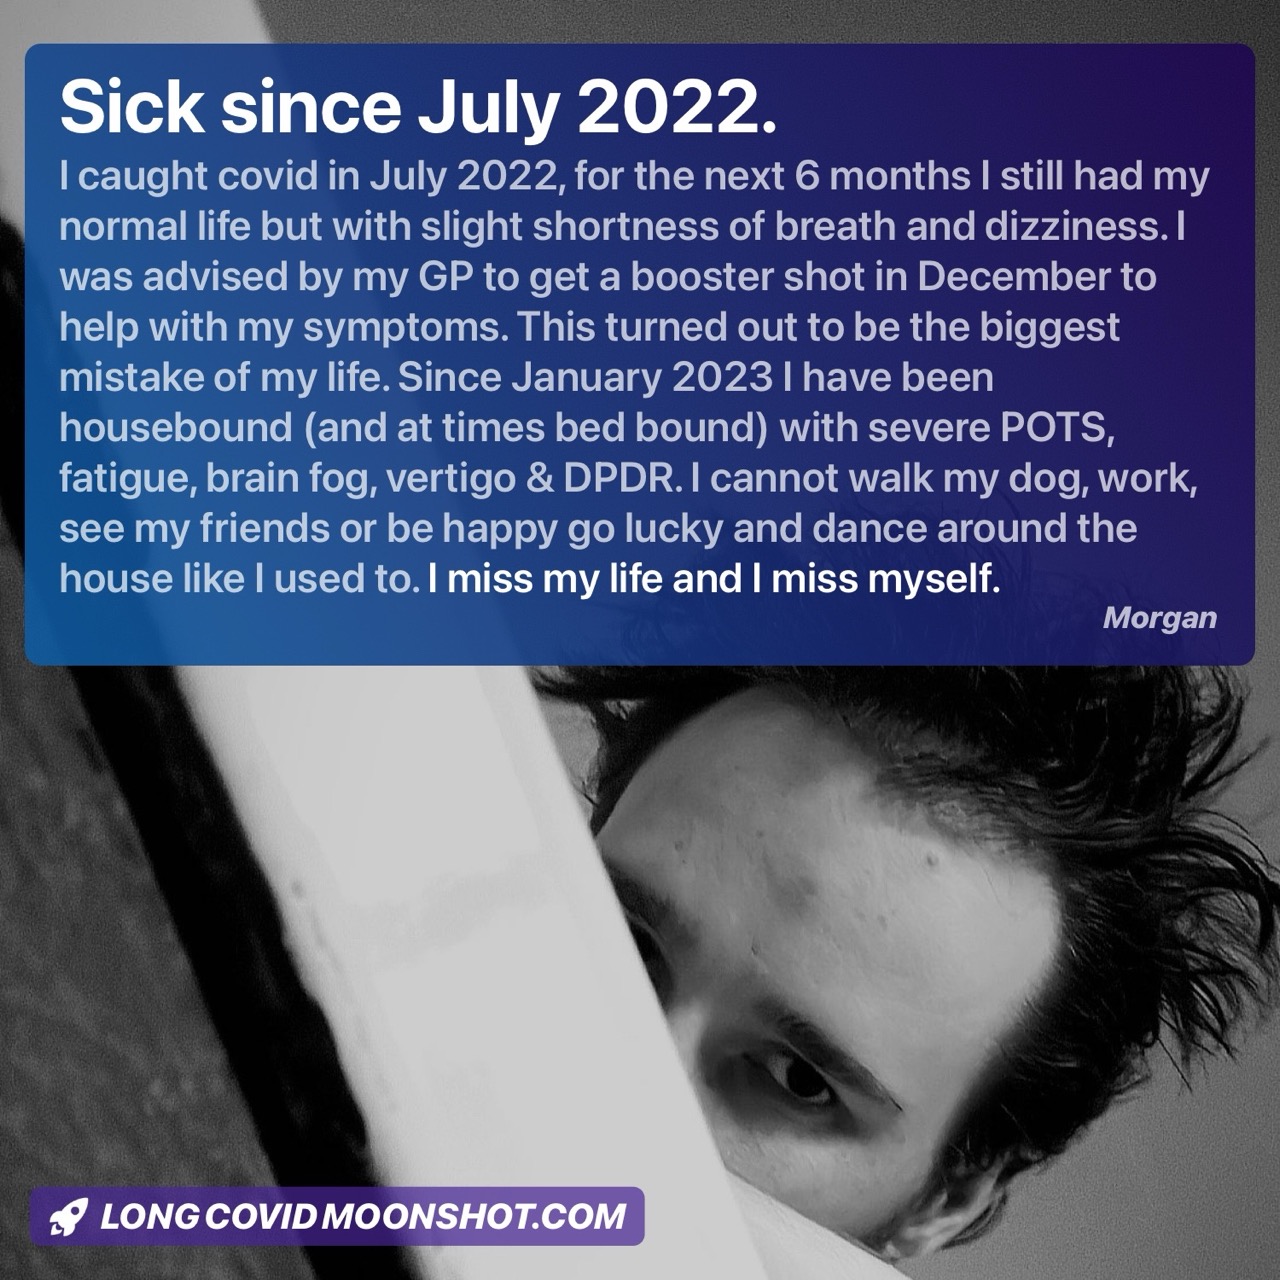 Sick since July 2022.
I caught covid in July 2022, for the next 6 months I still had my
normal life but with slight shortness of breath and dizziness. I
was advised by my GP to get a booster shot in December to
help with my symptoms. This turned out to be the biggest
mistake of my life. Since January 2023 I have been
housebound (and at times bed bound) with severe POTS,
fatigue, brain fog, vertigo & DPDR. I cannot walk my dog, work,
see my friends or be happy go lucky and dance around the
house like I used to. I miss my life and I miss myself.
Morgan
LONG COVID MOONSHOT.COM